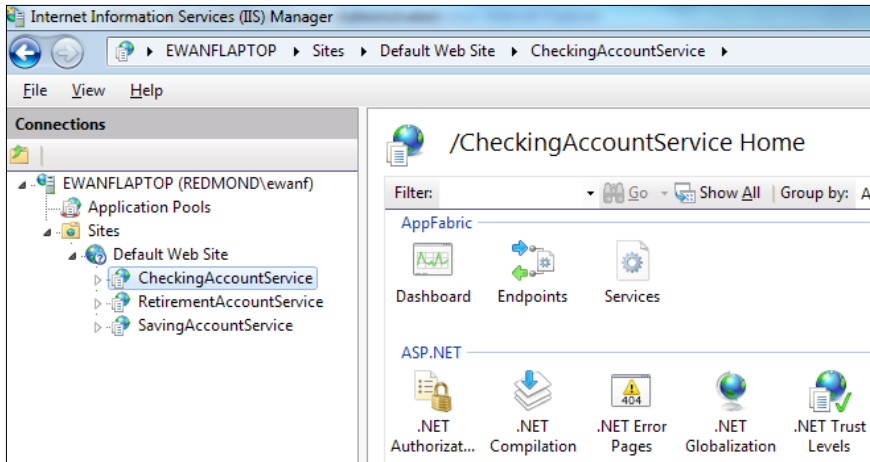 Internet Information Services (IIS) Manager
EWANFLAPTOP Sites Default Web Site CheckingAccountService
File View Help
Connections
EWANFLAPTOP (REDMOND\ewanf)
Application Pools
Sites
Default Web Site
CheckingAccountService
RetirementAccountService
SavingAccountService
/CheckingAccountService Home
Filter: Go Show All Group by: A
AppFabric
Dashboard Endpoints Services
ASP.NET
404
.NET .NET .NET Error .NET .NET Trust
Authorizat... Compilation Pages Globalization Levels